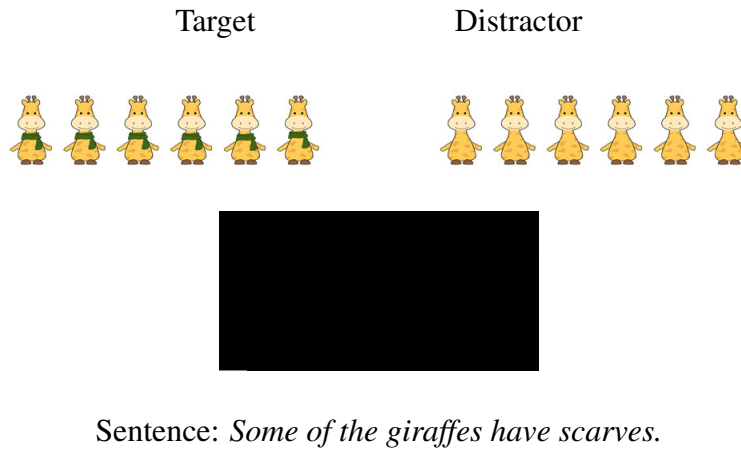 Target Distractor
Sentence: Some of the giraffes have scarves.